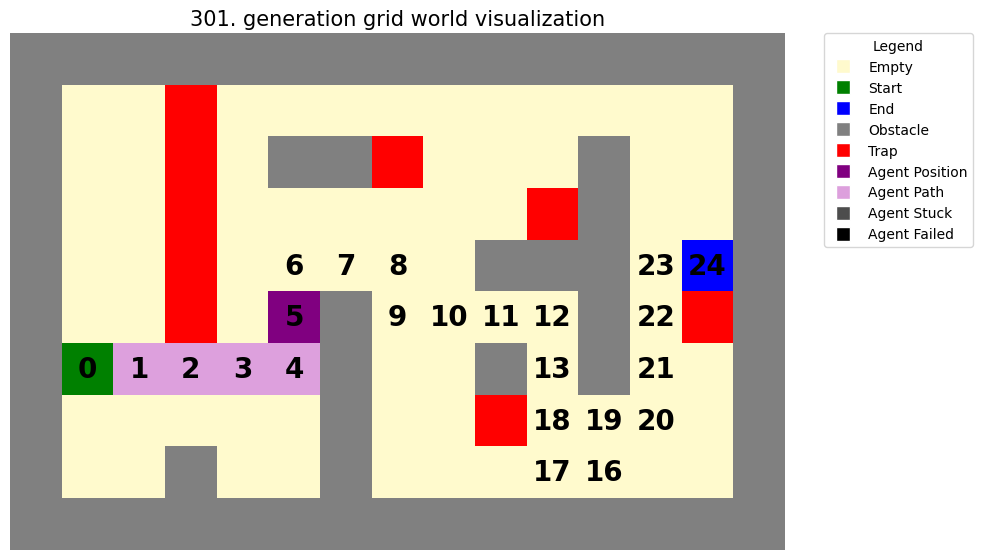 301. generation grid world visualization
Legend
Empty
Start
End
Obstacle
Trap
Agent Position
Agent Path
Agent Stuck
Agent Failed
6 7 8 23 24
5 9 10 11 12 22
0 1 2 3 4 13 21
18 19 20
17 16